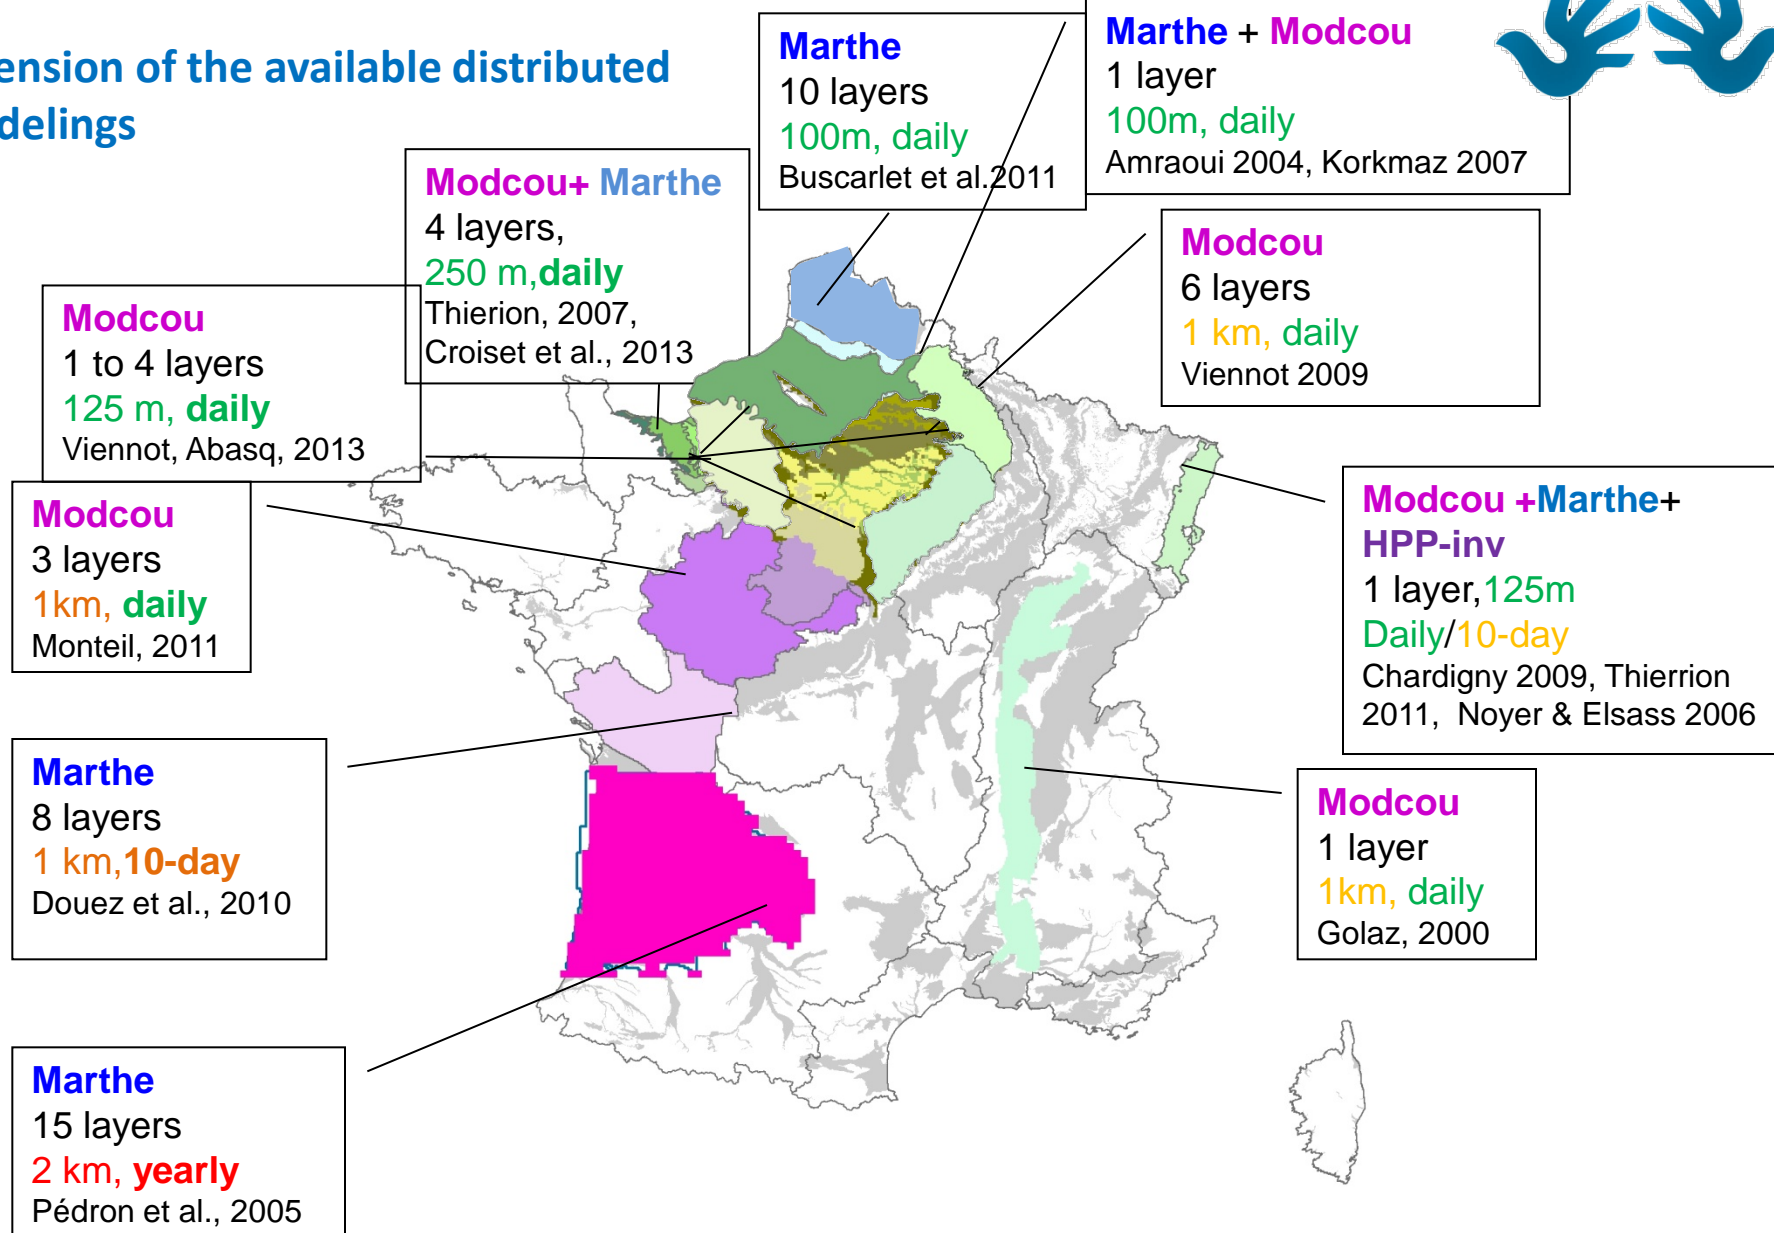 ension of the available distributed
delings
Marthe
10 layers
100m, daily
Buscarlet et al.2011
Marthe + Modcou
1 layer
100m, daily
Amraoui 2004, Korkmaz 2007
Modcou+ Marthe
4 layers,
250 m,daily
Thierion, 2007,
Croiset et al., 2013
Modcou
6 layers
1 km, daily
Viennot 2009
Modcou
1 to 4 layers
125 m, daily
Viennot, Abasq, 2013
Modcou
3 layers
1km, daily
Monteil, 2011
Modcou +Marthe+
HPP-inv
1 layer,125m
Daily/10-day
Chardigny 2009, Thierrion
2011, Noyer & Elsass 2006
Marthe
8 layers
1 km,10-day
Douez et al., 2010
Modcou
1 layer
1km, daily
Golaz, 2000
Marthe
15 layers
2 km, yearly
Pédron et al., 2005